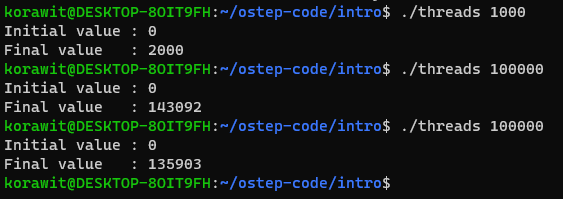 korawit@DESKTOP-8OIT9FH:~/ostep-code/intro$ ./threads 1000
Initial value : 0
Final value   : 2000
korawit@DESKTOP-8OIT9FH:~/ostep-code/intro$ ./threads 100000
Initial value : 0
Final value   : 143092
korawit@DESKTOP-8OIT9FH:~/ostep-code/intro$ ./threads 100000
Initial value : 0
Final value   : 135903
korawit@DESKTOP-8OIT9FH:~/ostep-code/intro$